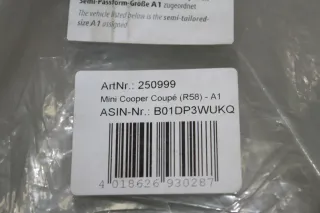 Semi-Passform-Größe A1 zugeordnet
The vehicle listed below is the semi-tailored-
size A1 assigned
ArtNr.: 250999
Mini Cooper Coupé (R58) - A1
ASIN-Nr.: B01DP3WUKQ
4 018626 930287